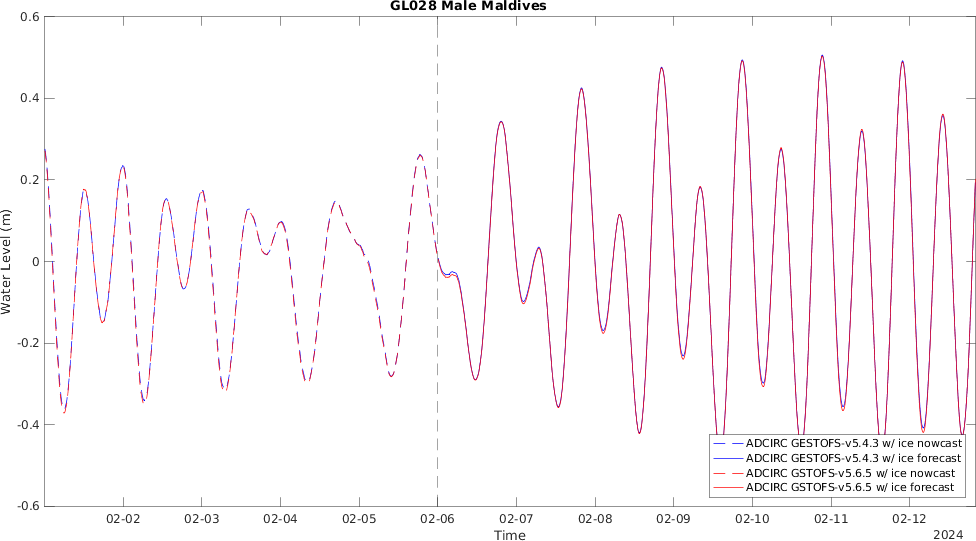 GL028 Male Maldives
0.6
0.4
0.2
0
-0.2
-0.4
-0.6
Water Level (m)
02-02 02-03 02-04 02-05 02-06 02-07 02-08 02-09 02-10 02-11 02-12
Time
2024
ADCIRC GESTOFS-v5.4.3 w/ ice nowcast
ADCIRC GESTOFS-v5.4.3 w/ ice forecast
ADCIRC GSTOFS-v5.6.5 w/ ice nowcast
ADCIRC GSTOFS-v5.6.5 w/ ice forecast